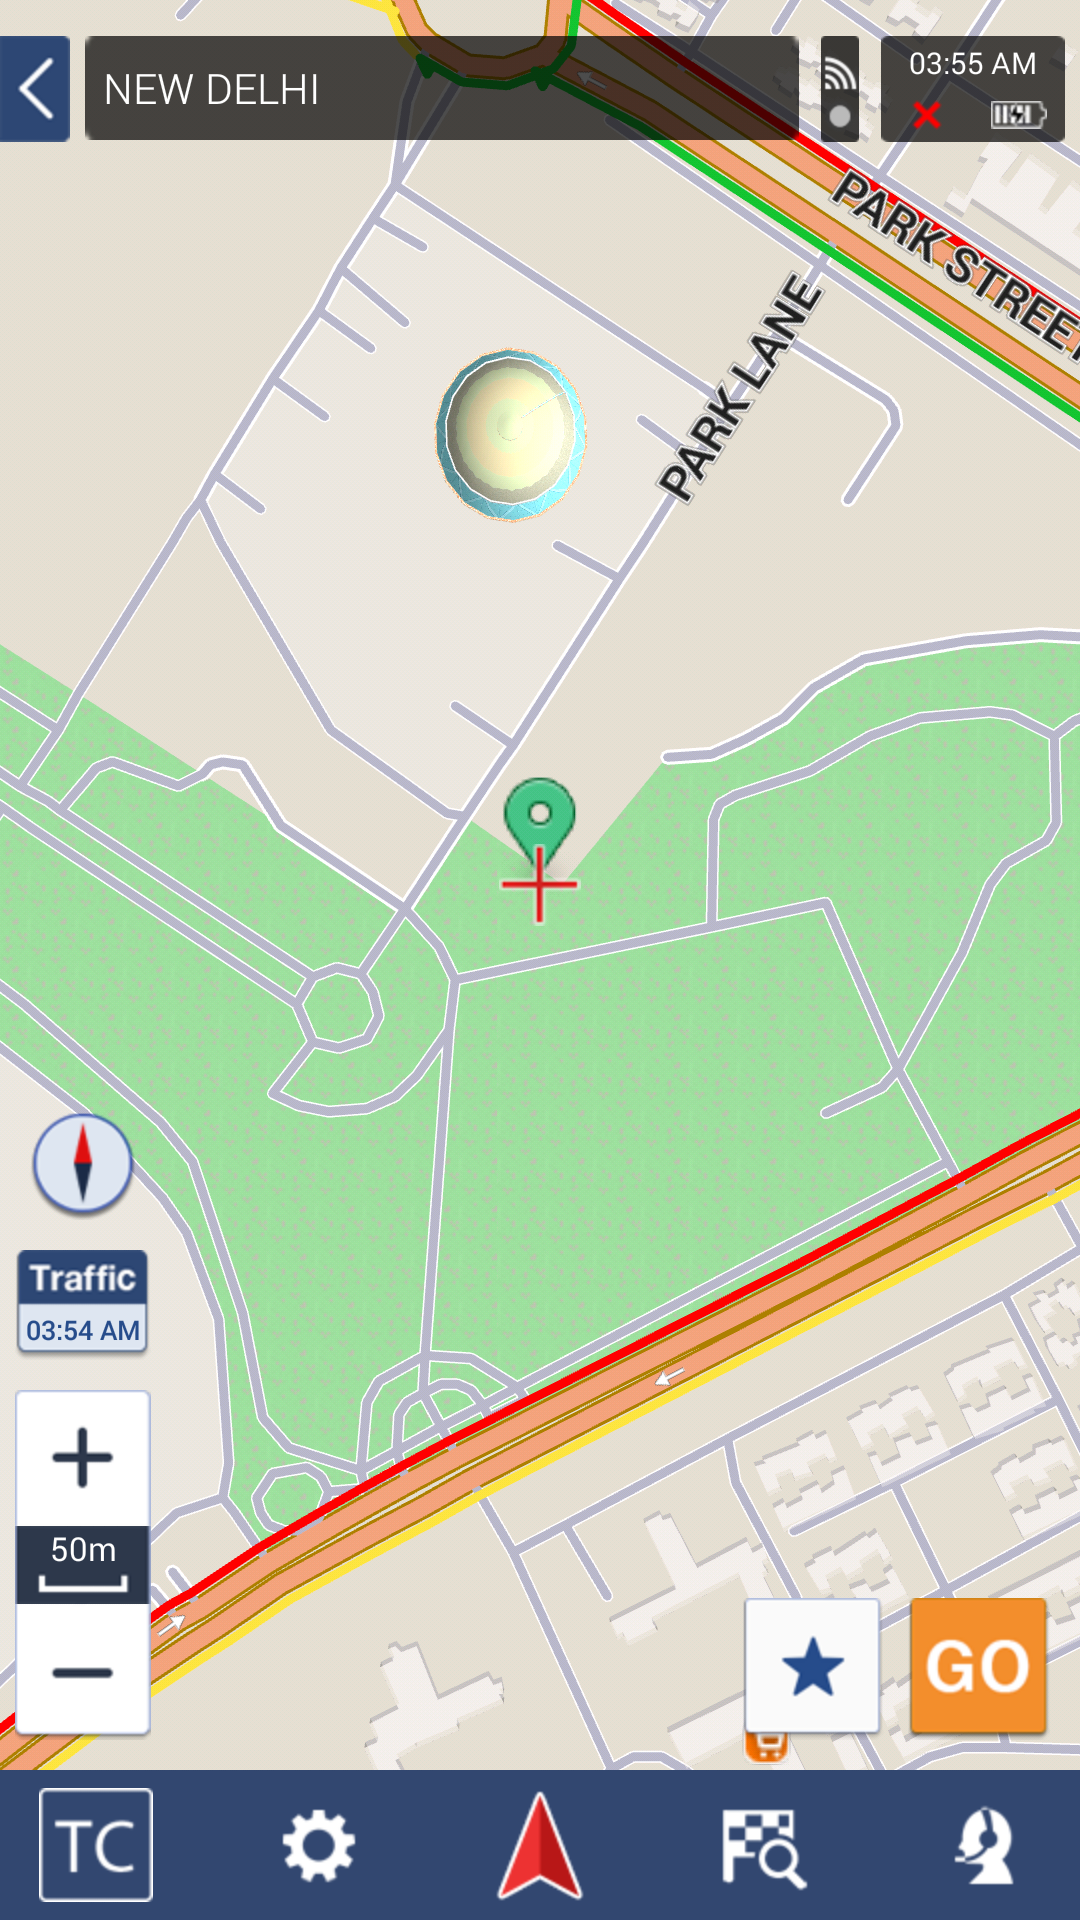 NEW DELHI
03:55 AM
PARK STREET
PARK LANE
Traffic
03:54 AM
50m
GO
TC